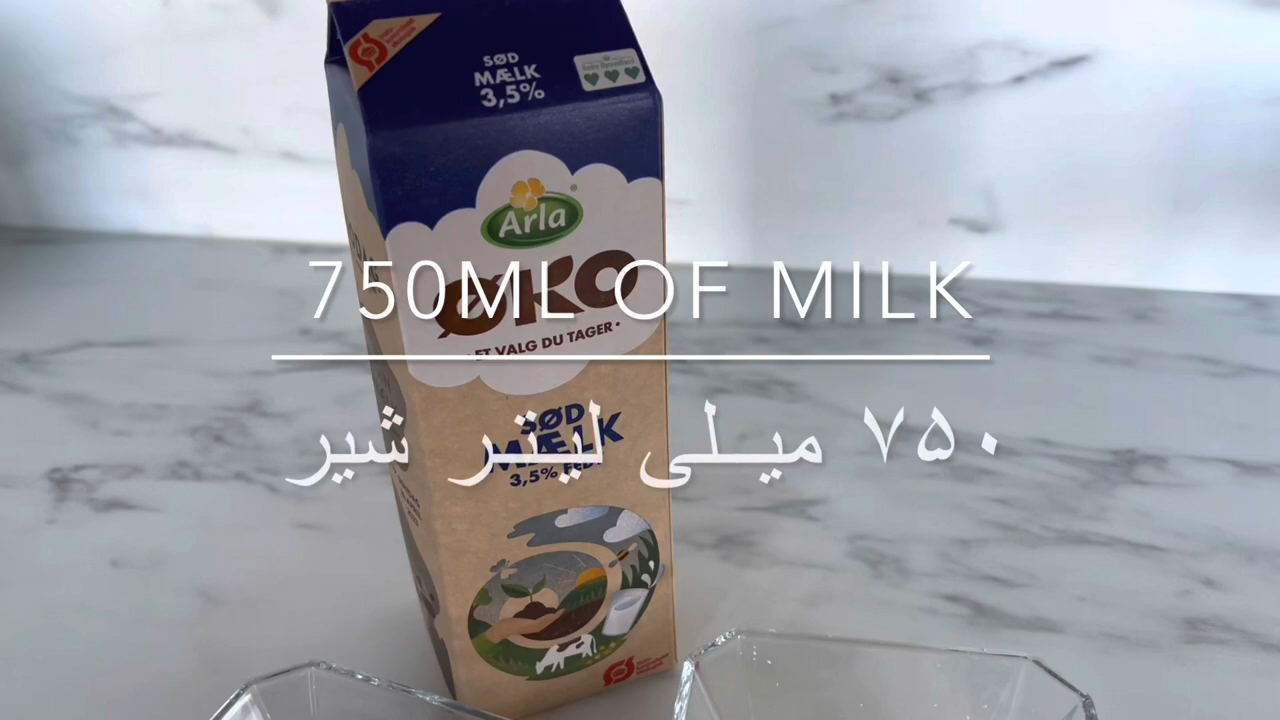 SØD
MÆLK
3,5%
Arla
ØKO
ET VALG DU TAGER
750ML OF MILK
۷۵۰ میلی لیتر شیر
SØD
MÆLK
3,5% FEDT